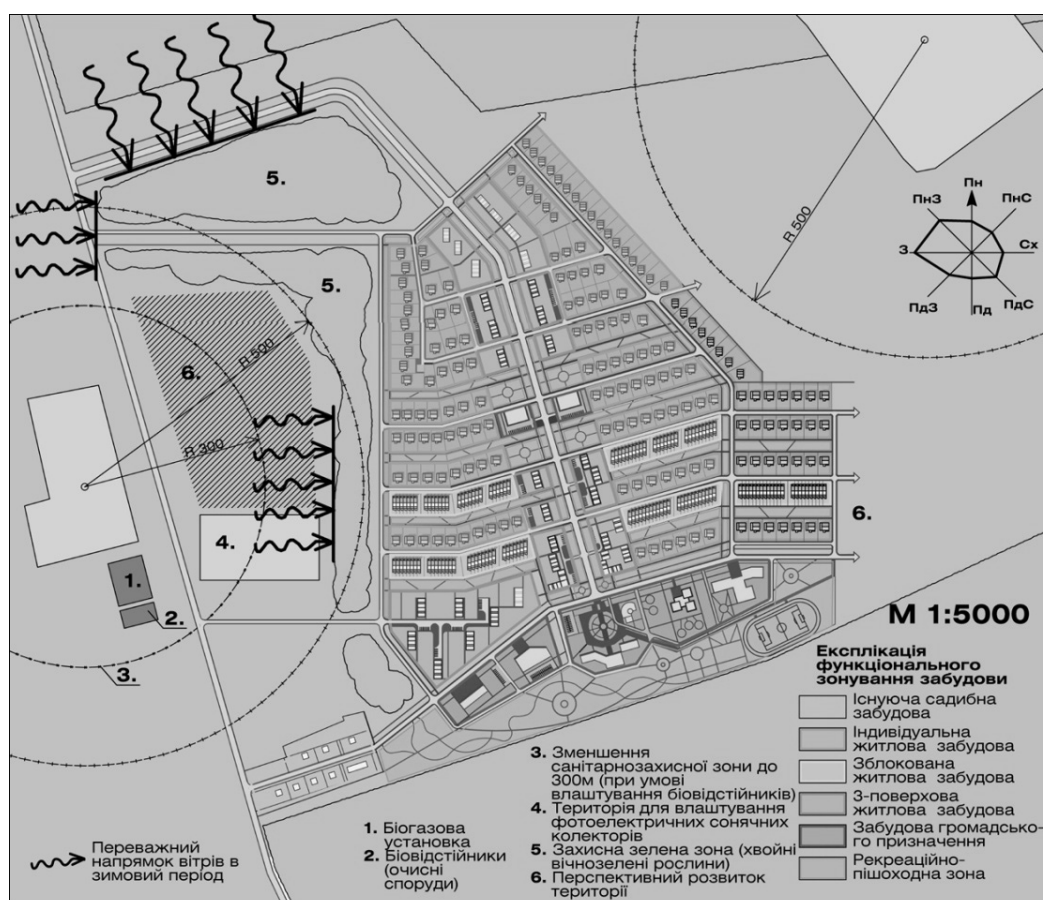 5.
R 500
Пн
ПнЗ
ПнС
З
Сх
ПдЗ
Пд
ПдС
5.
6.
R 500
R 300
4.
1.
2.
3.
6.
М 1:5000
Експлікація
функціонального
зонування забудови
Існуюча садибна
забудова
Індивідуальна
житлова забудова
Зблокована
житлова забудова
3-поверхова
житлова забудова
Забудова громадсько-
го призначення
Рекреаційно-
пішоходна зона
3. Зменшення
санітарнозахисної зони до
300м (при умові
влаштування біовідстійників)
4. Територія для влаштування
фотоелектричних сонячних
колекторів
5. Захисна зелена зона (хвойні
вічнозелені рослини)
6. Перспективний розвиток
території
1. Біогазова
установка
2. Біовідстійники
(очисні
споруди)
Переважний
напрямок вітрів в
зимовий період